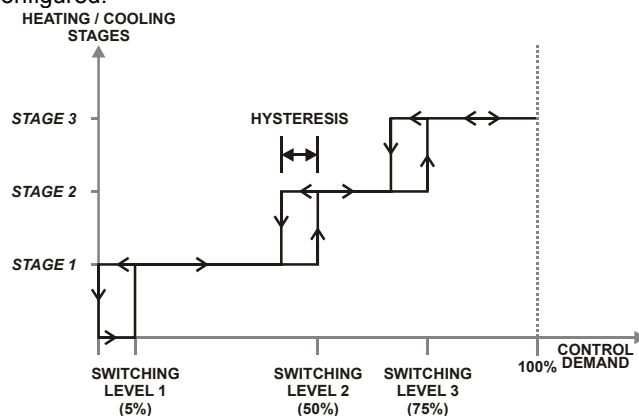 onfigured.
HEATING / COOLING
STAGES
STAGE 3
HYSTERESIS
STAGE 2
STAGE 1
SWITCHING
LEVEL 1
(5%)
SWITCHING
LEVEL 2
(50%)
SWITCHING
LEVEL 3
(75%)
100%
CONTROL
DEMAND